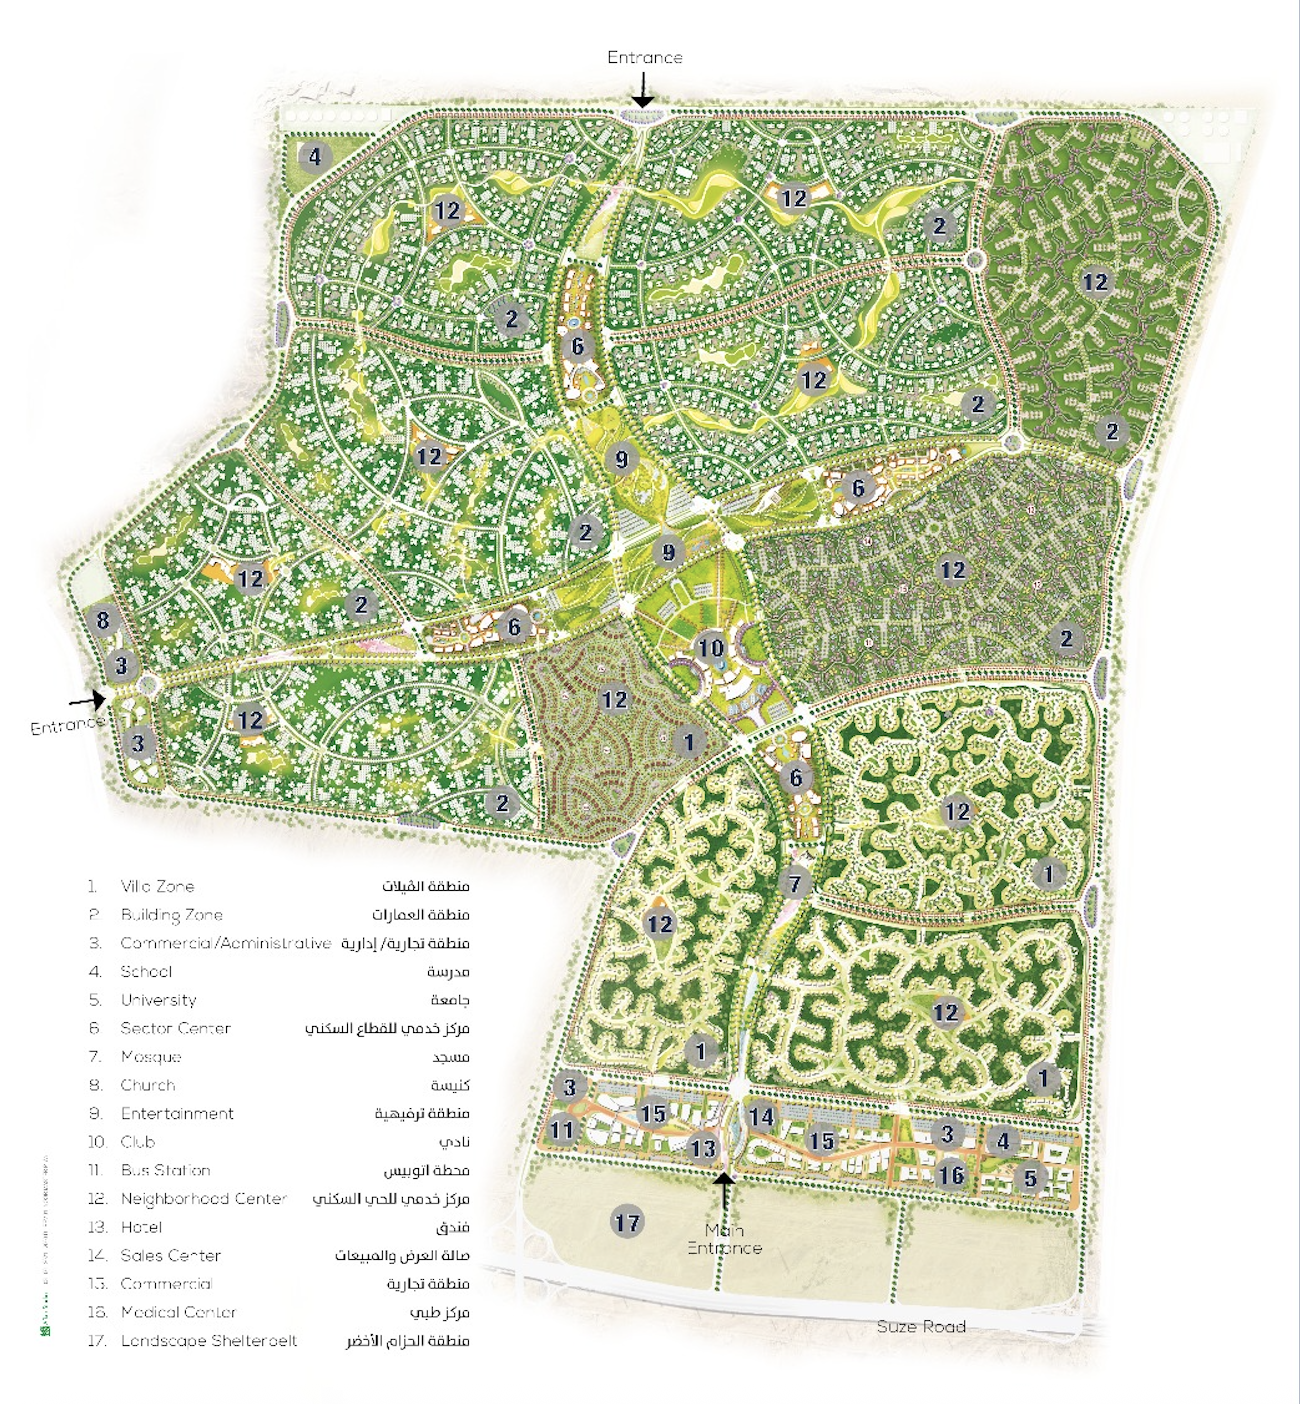 Entrance
4
12
12
2
12
2
6
12
2
2
12
9
6
2
9
12
12
2
8
6
10
2
3
12
1
12
3
6
2
12
1
7
12
12
1
1
3
15
14
15
3
4
11
13
16
5
17
Entrance
Main
Entrance
Suze Road
1. Villa Zone منطقة الڤيلات
2. Building Zone منطقة العمارات
3. Commercial/Administrative منطقة تجارية/ إدارية
4. School مدرسة
5. University جامعة
6. Sector Center مركز خدمي للقطاع السكني
7. Mosque مسجد
8. Church كنيسة
9. Entertainment منطقة ترفيهية
10. Club نادي
11. Bus Station محطة اتوبيس
12. Neighborhood Center مركز خدمي للحي السكني
13. Hotel فندق
14. Sales Center صالة العرض والمبيعات
15. Commercial منطقة تجارية
16. Medical Center مركز طبي
17. Landscape Shelterbelt منطقة الحزام الأخضر